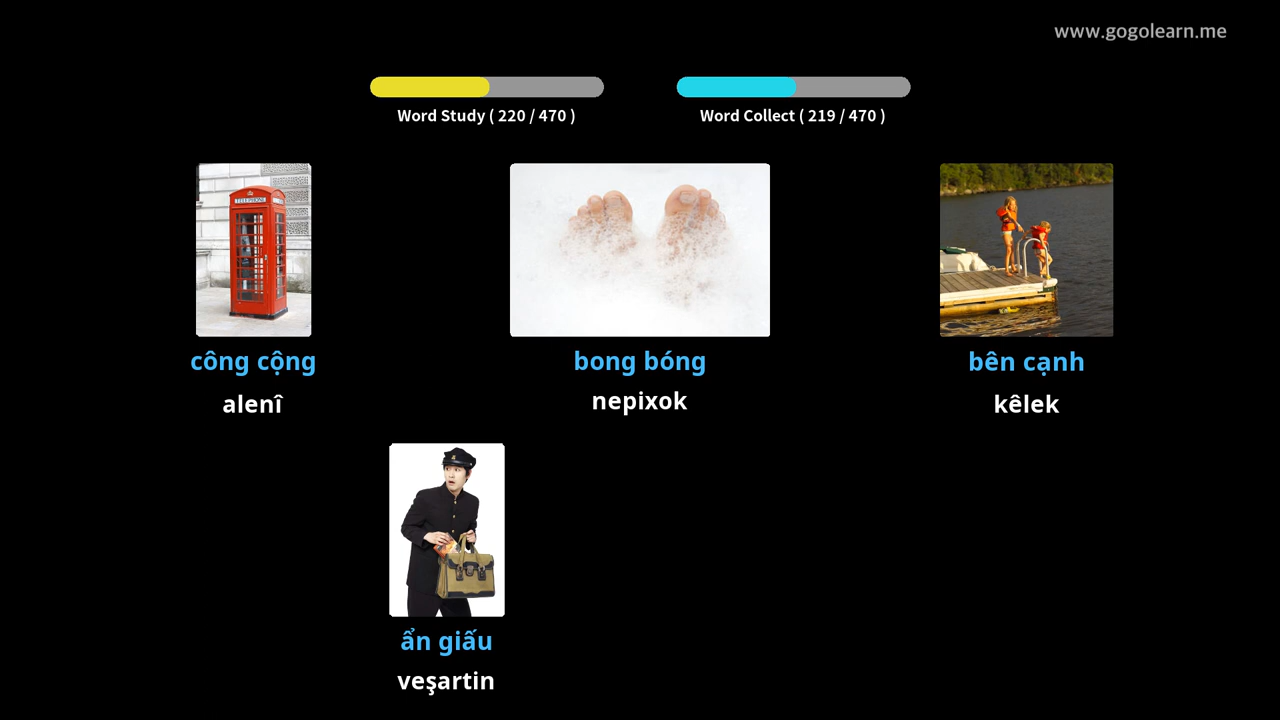 www.gogolearn.me
Word Study ( 220 / 470 )
Word Collect ( 219 / 470 )
TELEPHONE
công cộng
alenî
bong bóng
nepixok
bên cạnh
kêlek
ẩn giấu
veşartin